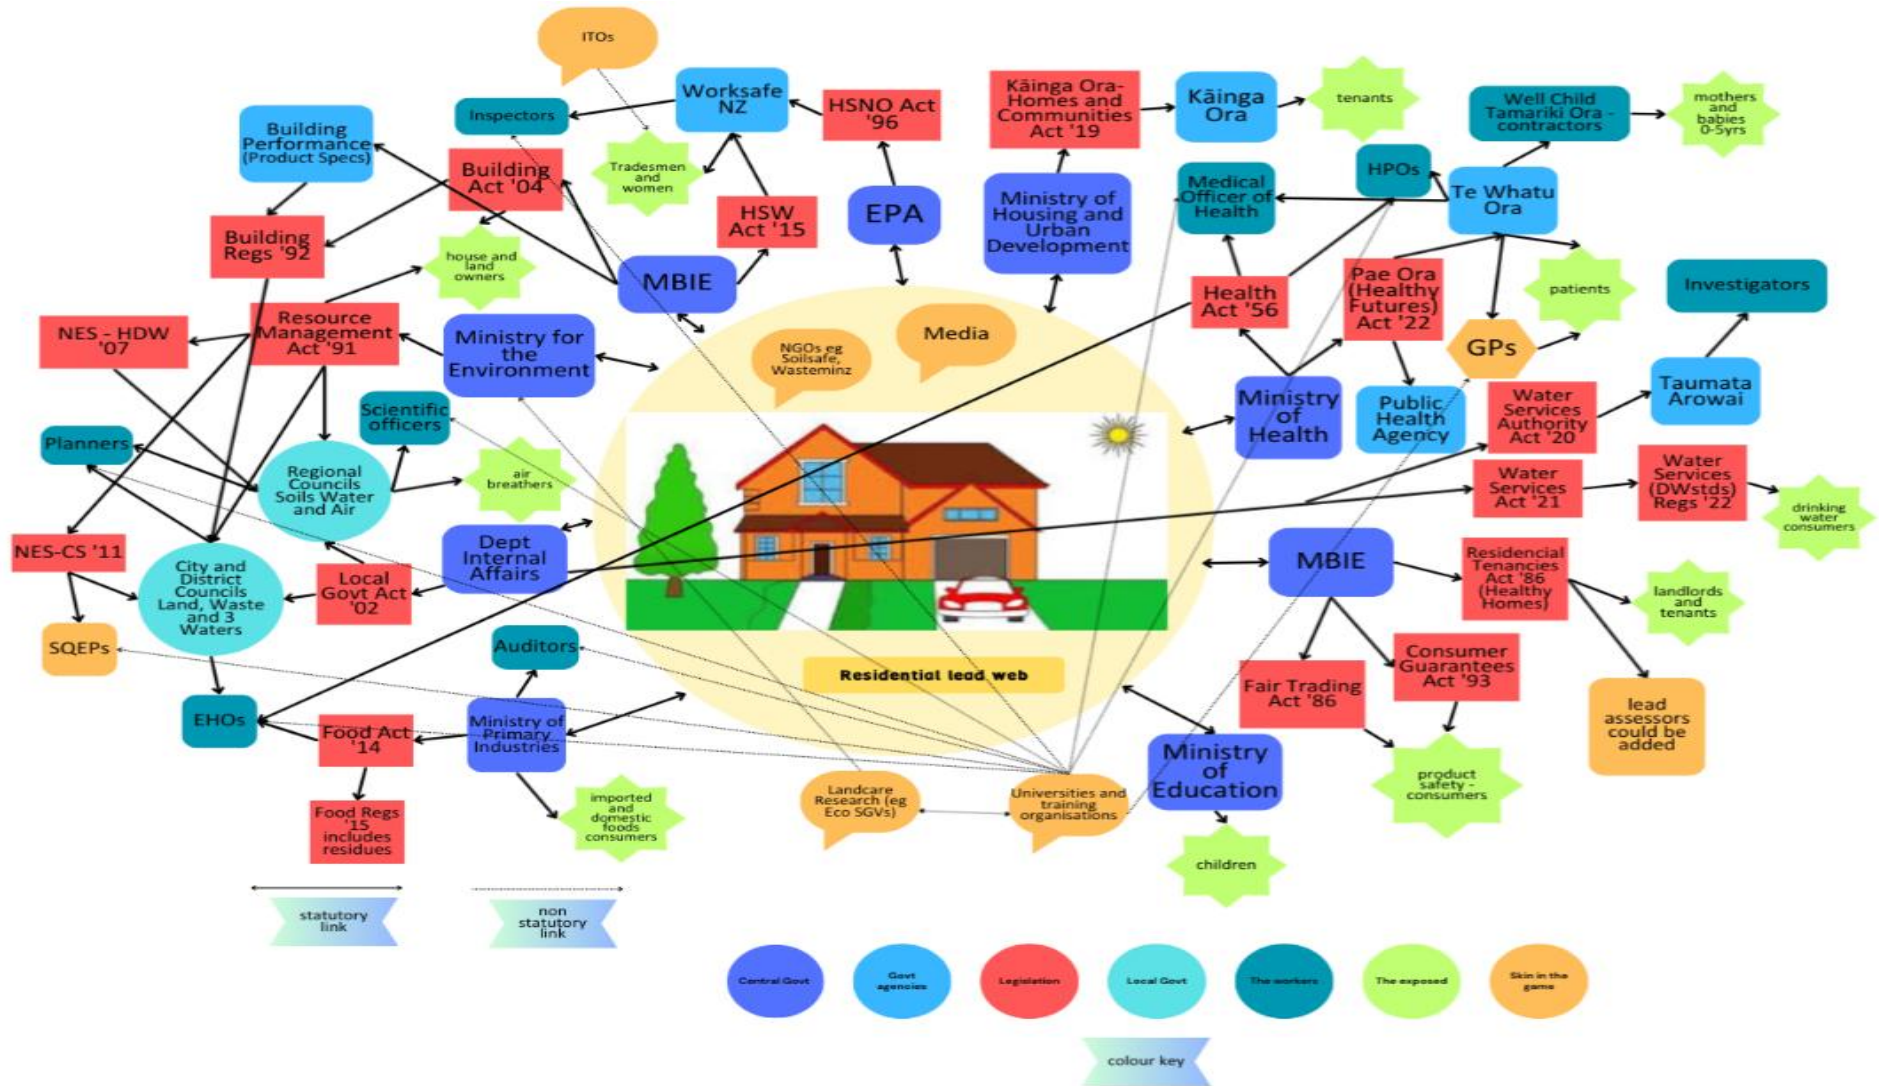 ITOs
Worksafe
NZ
HSNO Act
'96
Inspectors
Building
Performance
(Product Specs)
Tradesmen
and
women
Building
Act '04
HSW
Act '15
EPA
Building
Regs '92
house and
land
owners
MBIE
Kāinga Ora-
Homes and
Communities
Act '19
Kāinga
Ora
tenants
Well Child
Tamariki Ora -
contractors
mothers
and
babies
0-5yrs
Ministry of
Housing and
Urban
Development
Medical
Officer of
Health
HPOs
Te Whatu
Ora
Health
Act '56
Pae Ora
(Healthy
Futures)
Act '22
patients
Investigators
GPs
NES - HDW
'07
Resource
Management
Act '91
Ministry for
the
Environment
NGOs eg
Soilsafe,
Wasteminz
Media
Ministry
of
Health
Public
Health
Agency
Water
Services
Authority
Act '20
Taumata
Arowai
Scientific
officers
Planners
Regional
Councils
Soils Water
and Air
air
breathers
Water
Services
Act '21
Water
Services
(DWstds)
Regs '22
drinking
water
consumers
NES-CS '11
City and
District
Councils
Land, Waste
and 3
Waters
Local
Govt Act
'02
Dept
Internal
Affairs
MBIE
Residencial
Tenancies
Act '86
(Healthy
Homes)
landlords
and
tenants
SQEPs
Auditors
Residential lead web
Fair Trading
Act '86
Consumer
Guarantees
Act '93
lead
assessors
could be
added
EHOs
Food Act
'14
Ministry of
Primary
Industries
Food Regs
'15
includes
residues
imported
and
domestic
foods
consumers
Landcare
Research (eg
Eco SGVs)
Universities and
training
organisations
Ministry
of
Education
children
product
safety -
consumers
statutory
link
non
statutory
link
Central Govt
Govt
agencies
Legislation
Local Govt
The workers
The exposed
Skin in the
game
colour key